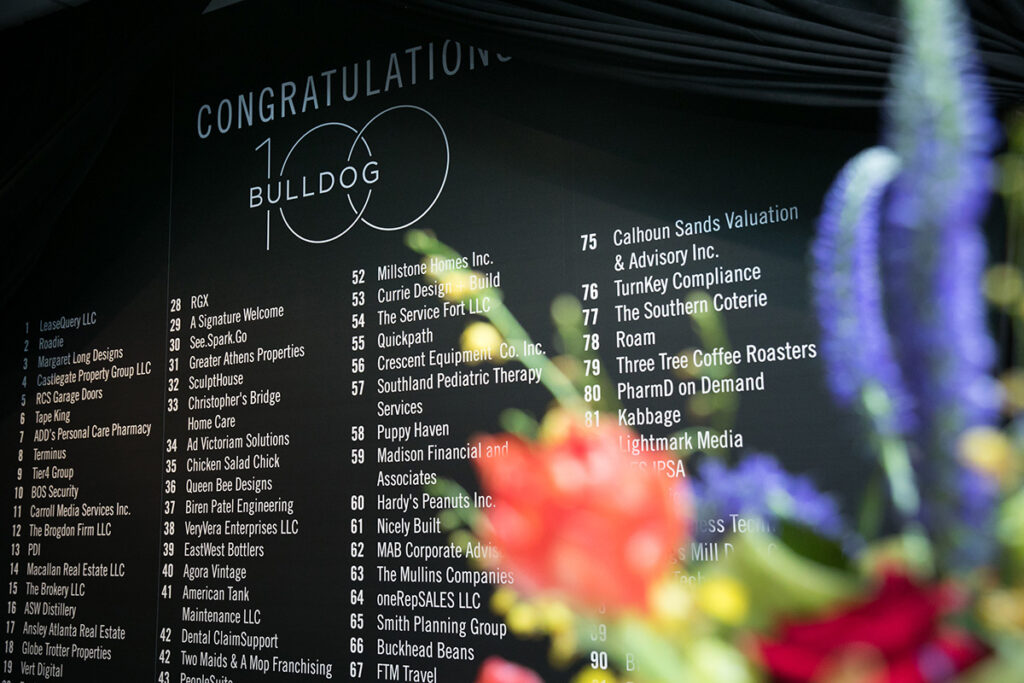 CONGRATULATIONS
100
BULLDOG
1 LeaseQuery LLC
2 Roadie
3 Margaret Long Designs
4 Castlegate Property Group LLC
5 RCS Garage Doors
6 Tape King
7 ADD's Personal Care Pharmacy
8 Terminus
9 Tier4 Group
10 BOS Security
11 Carroll Media Services Inc.
12 The Brogdon Firm LLC
13 PDI
14 Macallan Real Estate LLC
15 The Brokery LLC
16 ASW Distillery
17 Ansley Atlanta Real Estate
18 Globe Trotter Properties
19 Vert Digital
28 RGX
29 A Signature Welcome
30 See.Spark.Go
31 Greater Athens Properties
32 SculptHouse
33 Christopher's Bridge
Home Care
34 Ad Victoriam Solutions
35 Chicken Salad Chick
36 Queen Bee Designs
37 Biren Patel Engineering
38 VeryVera Enterprises LLC
39 EastWest Bottlers
40 Agora Vintage
41 American Tank
Maintenance LLC
42 Dental ClaimSupport
42 Two Maids & A Mop Franchising
43 PeopleSuite
52 Millstone Homes Inc.
53 Currie Design Build
54 The Service Fort LLC
55 Quickpath
56 Crescent Equipment Co. Inc.
57 Southland Pediatric Therapy
Services
58 Puppy Haven
59 Madison Financial and
Associates
60 Hardy's Peanuts Inc.
61 Nicely Built
62 MAB Corporate
63 The Mullins Companies
64 oneRepSALES LLC
65 Smith Planning Group
66 Buckhead Beans
67 FTM Travel
75 Calhoun Sands Valuation
& Advisory Inc.
76 TurnKey Compliance
77 The Southern Coterie
78 Roam
79 Three Tree Coffee Roasters
80 PharmD on Demand
81 Kabbage
Lightmark Media
IPSA
Mill
90